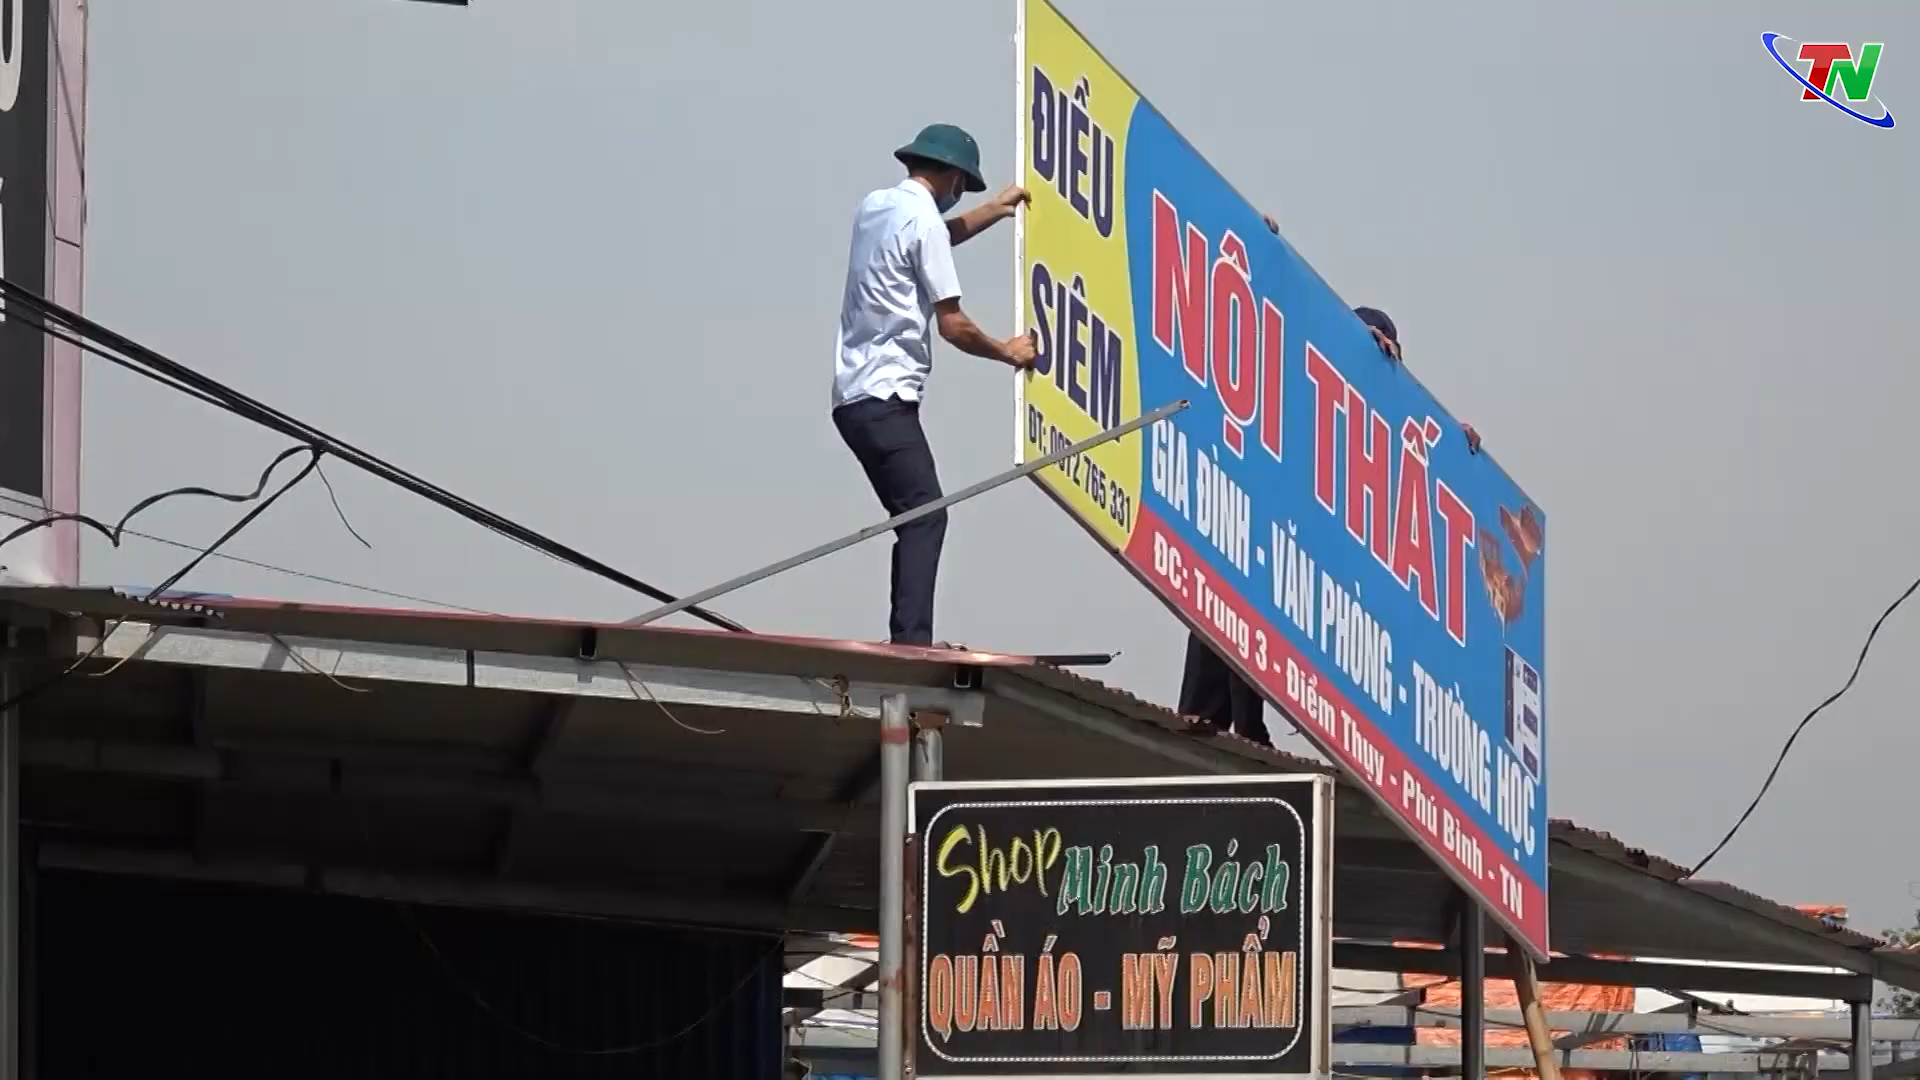 TN
ĐIỀU
SIÊM
ĐT: 0972 765 331
NỘI THẤT
GIA ĐÌNH - VĂN PHÒNG - TRƯỜNG HỌC
ĐC: Trung 3 - Điềm Thụy - Phú Bình - TN
Shop Minh Bách
QUẦN ÁO - MỸ PHẨM